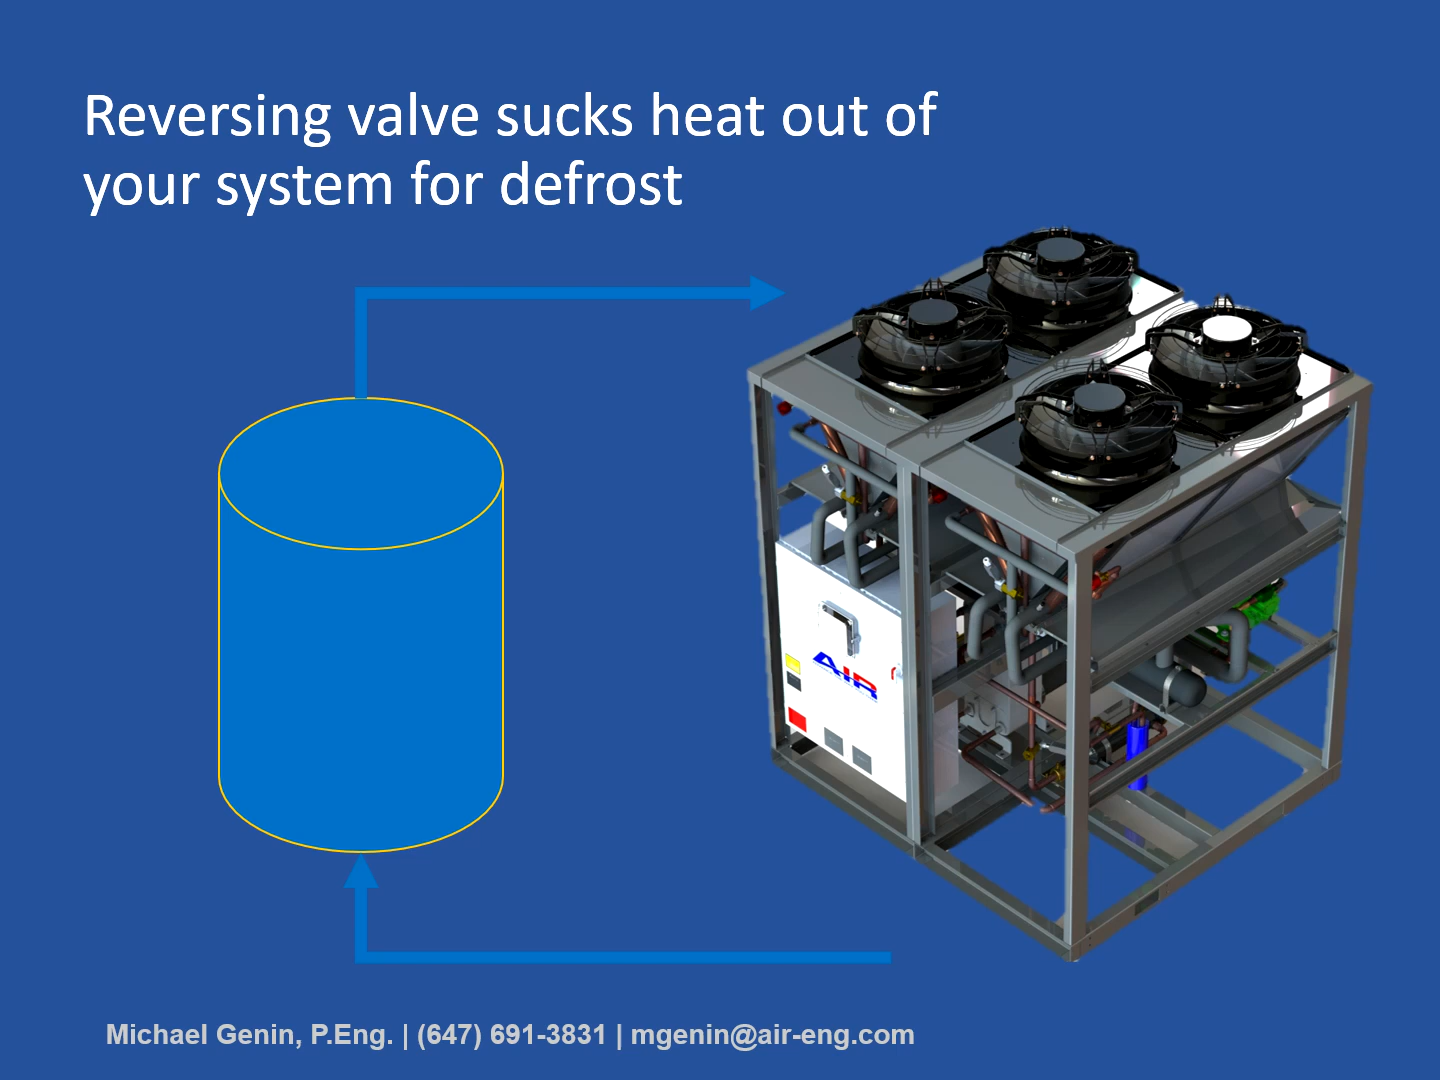 Reversing valve sucks heat out of
your system for defrost
AIR
Michael Genin, P.Eng. | (647) 691-3831 | mgenin@air-eng.com